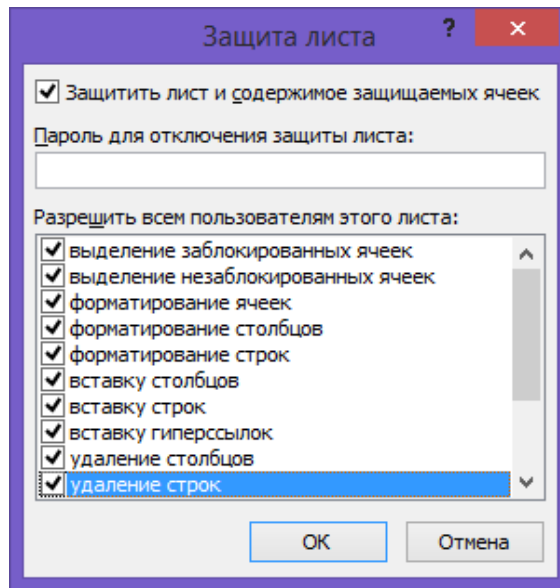 Защита листа
?
×
Защитить лист и содержимое защищаемых ячеек
Пароль для отключения защиты листа:
Разрешить всем пользователям этого листа:
выделение заблокированных ячеек
выделение незаблокированных ячеек
форматирование ячеек
форматирование столбцов
форматирование строк
вставку столбцов
вставку строк
вставку гиперссылок
удаление столбцов
удаление строк
ОК Отмена